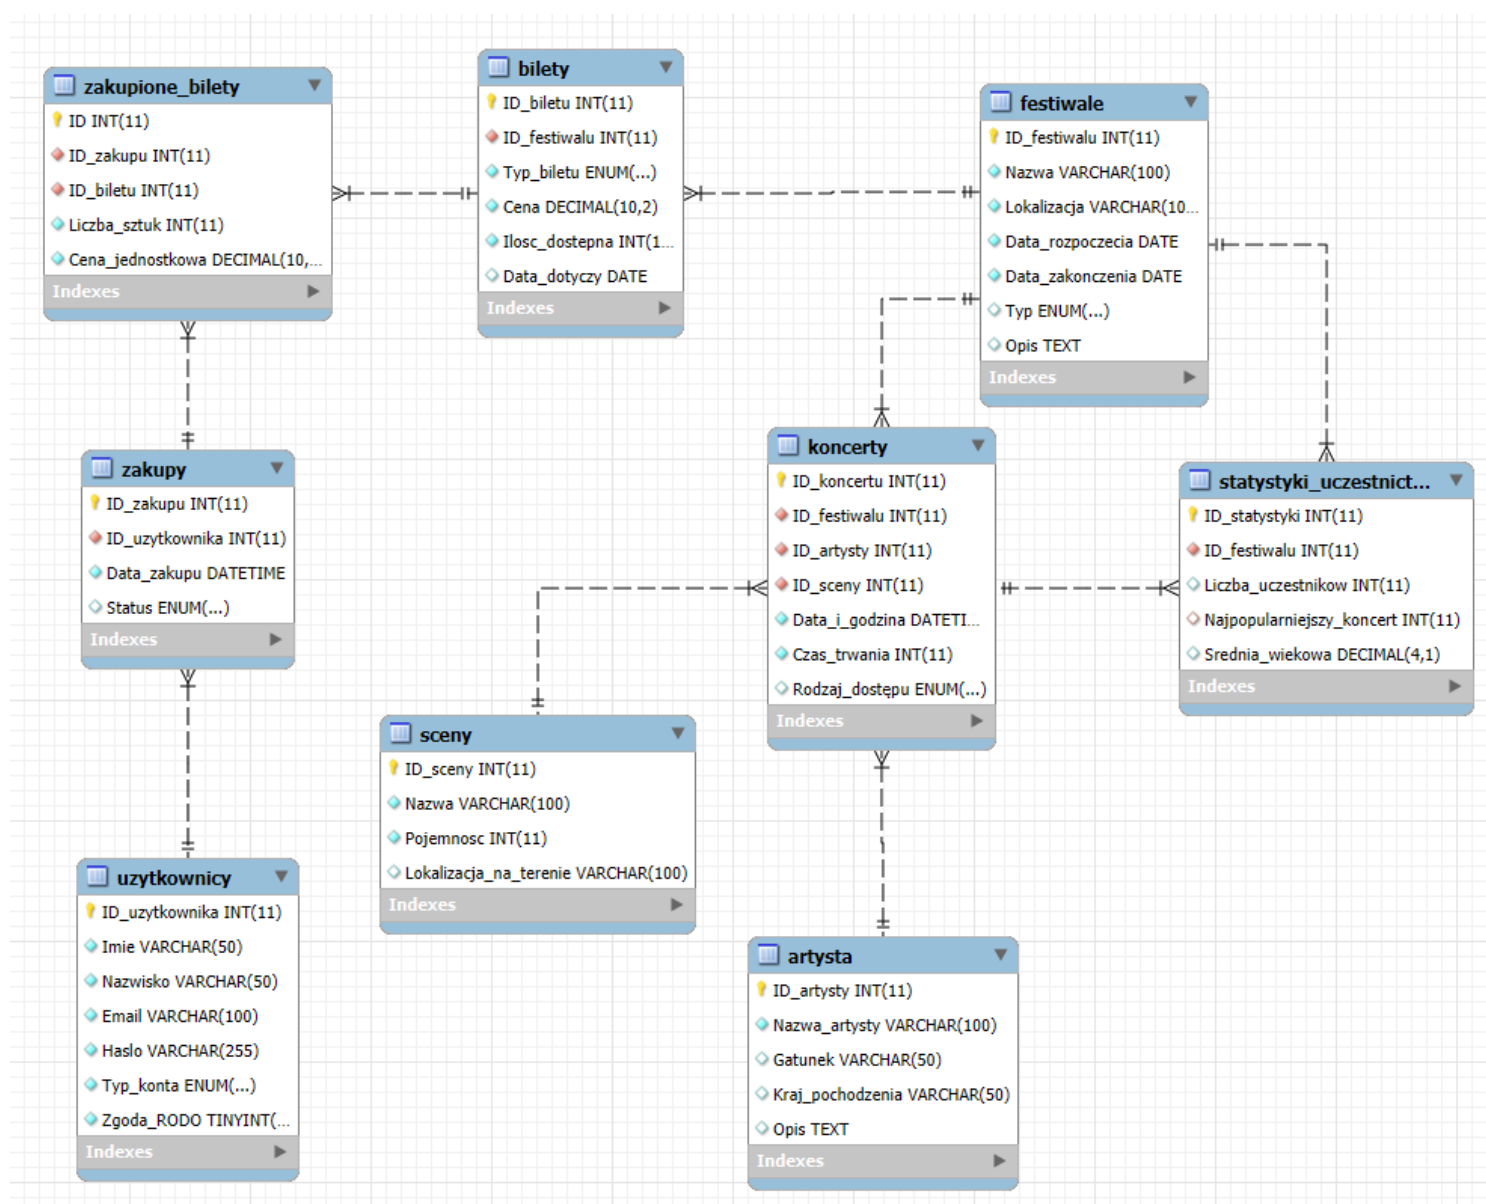 zakupione_bilety
ID INT(11)
ID_zakupu INT(11)
ID_biletu INT(11)
Liczba_sztuk INT(11)
Cena_jednostkowa DECIMAL(10,...
Indexes
bilety
ID_biletu INT(11)
ID_festiwalu INT(11)
Typ_biletu ENUM(...)
Cena DECIMAL(10,2)
Ilosc_dostepna INT(1...
Data_dotyczy DATE
Indexes
festiwale
ID_festiwalu INT(11)
Nazwa VARCHAR(100)
Lokalizacja VARCHAR(10...
Data_rozpoczecia DATE
Data_zakonczenia DATE
Typ ENUM(...)
Opis TEXT
Indexes
zakupy
ID_zakupu INT(11)
ID_uzytkownika INT(11)
Data_zakupu DATETIME
Status ENUM(...)
Indexes
koncerty
ID_koncertu INT(11)
ID_festiwalu INT(11)
ID_artysty INT(11)
ID_sceny INT(11)
Data_i_godzina DATETI...
Czas_trwania INT(11)
Rodzaj_dostępu ENUM(...)
Indexes
statystyki_uczestnict...
ID_statystyki INT(11)
ID_festiwalu INT(11)
Liczba_uczestnikow INT(11)
Najpopularniejszy_koncert INT(11)
Srednia_wiekowa DECIMAL(4,1)
Indexes
sceny
ID_sceny INT(11)
Nazwa VARCHAR(100)
Pojemnosc INT(11)
Lokalizacja_na_terenie VARCHAR(100)
Indexes
uzytkownicy
ID_uzytkownika INT(11)
Imie VARCHAR(50)
Nazwisko VARCHAR(50)
Email VARCHAR(100)
Haslo VARCHAR(255)
Typ_konta ENUM(...)
Zgoda_RODO TINYINT(...
Indexes
artysta
ID_artysty INT(11)
Nazwa_artysty VARCHAR(100)
Gatunek VARCHAR(50)
Kraj_pochodzenia VARCHAR(50)
Opis TEXT
Indexes